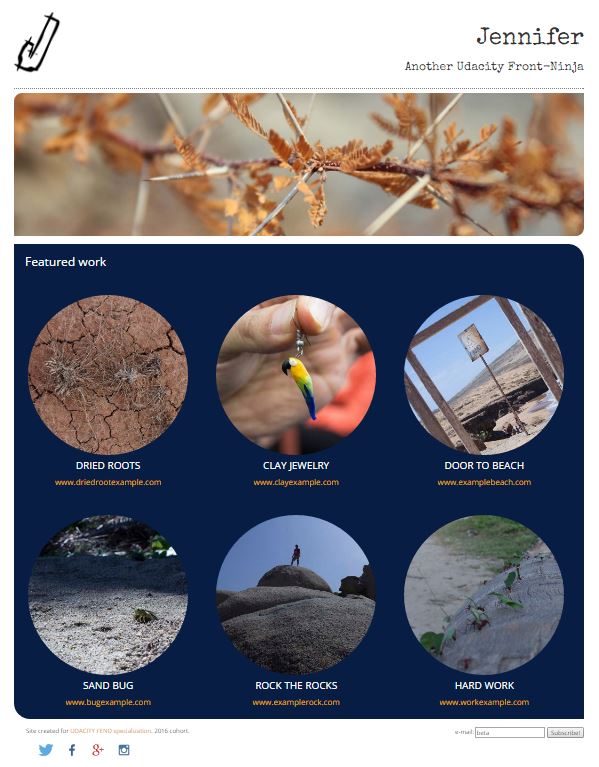 Jennifer
Another Udacity Front-Ninja
Featured work
DRIED ROOTS
www.driedrootexample.com
CLAY JEWELRY
www.clayexample.com
DOOR TO BEACH
www.examplebeach.com
SAND BUG
www.bugexample.com
ROCK THE ROCKS
www.examplerock.com
HARD WORK
www.workexample.com
Site created for UDACITY FEND specialization. 2016 cohort.
e-mail: beta Subscribe!